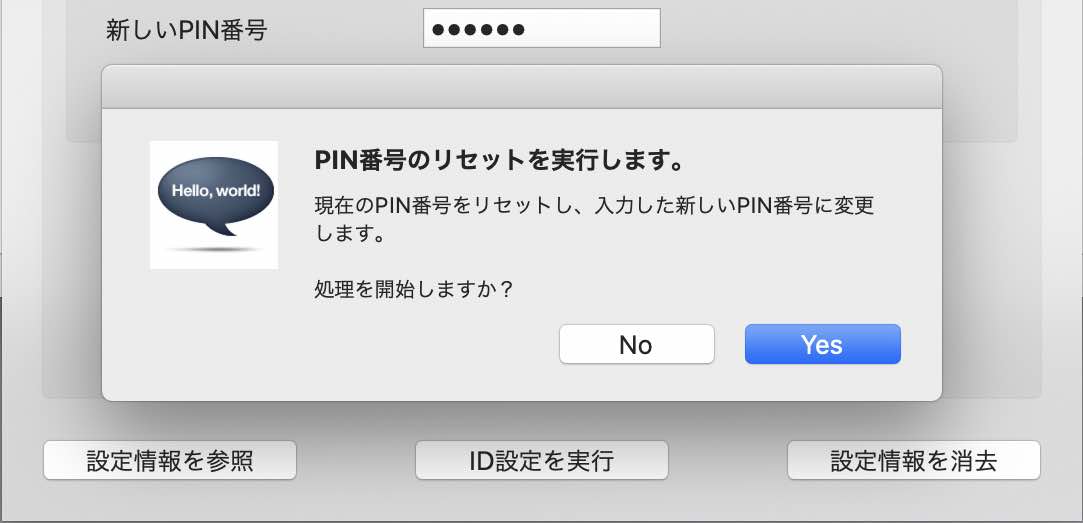 新しいPIN番号 ●●●●●●
Hello, world!
PIN番号のリセットを実行します。
現在のPIN番号をリセットし、入力した新しいPIN番号に変更
します。
処理を開始しますか？
No Yes
設定情報を参照 ID設定を実行 設定情報を消去